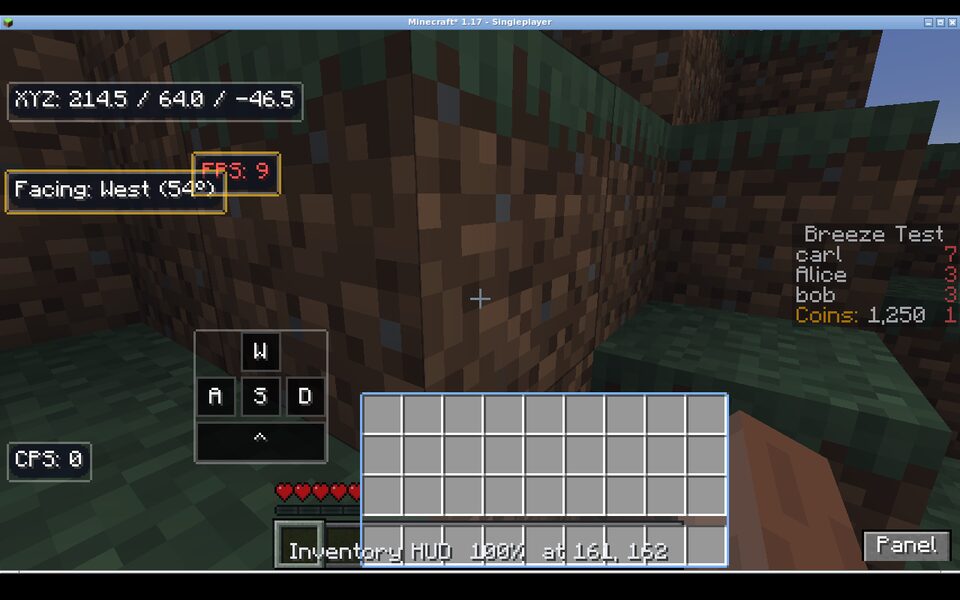 Minecraft* 1.17 - Singleplayer
XYZ: 214.5 / 64.0 / -46.5
FPS: 9
Facing: West (54º)
Breeze Test
carl 7
Alice 3
bob 3
Coins: 1,250 1
W
A S D
^
CPS: 0
Inventory HUD 100% at 161, 162
Panel